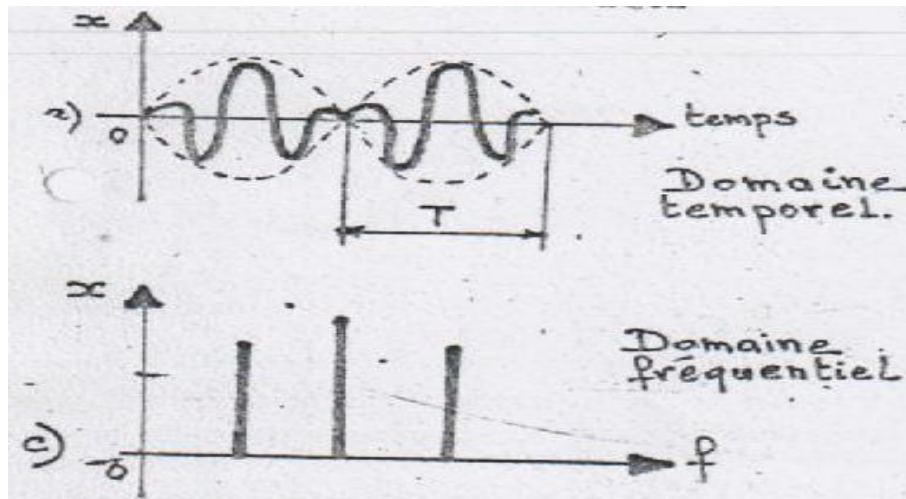 x
r)
0
temps
Domaine
temporel.
T
x
Domaine
fréquentiel
c)
0
f